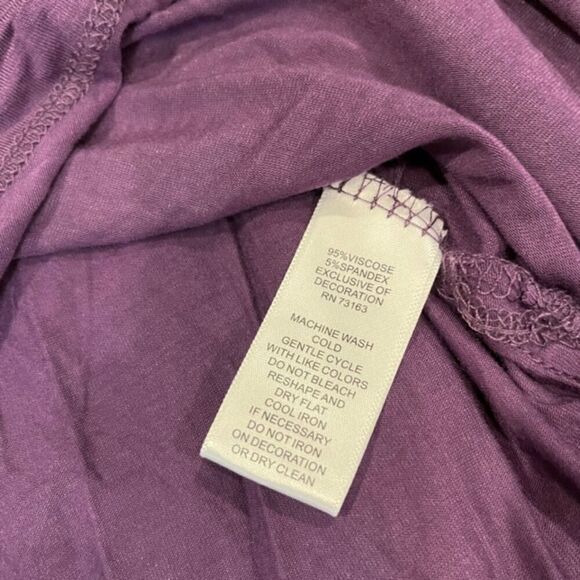 95%VISCOSE
5%SPANDEX
EXCLUSIVE OF
DECORATION
RN 73163
MACHINE WASH
COLD
GENTLE CYCLE
WITH LIKE COLORS
DO NOT BLEACH
RESHAPE AND
DRY FLAT
COOL IRON
IF NECESSARY
DO NOT IRON
ON DECORATION
OR DRY CLEAN